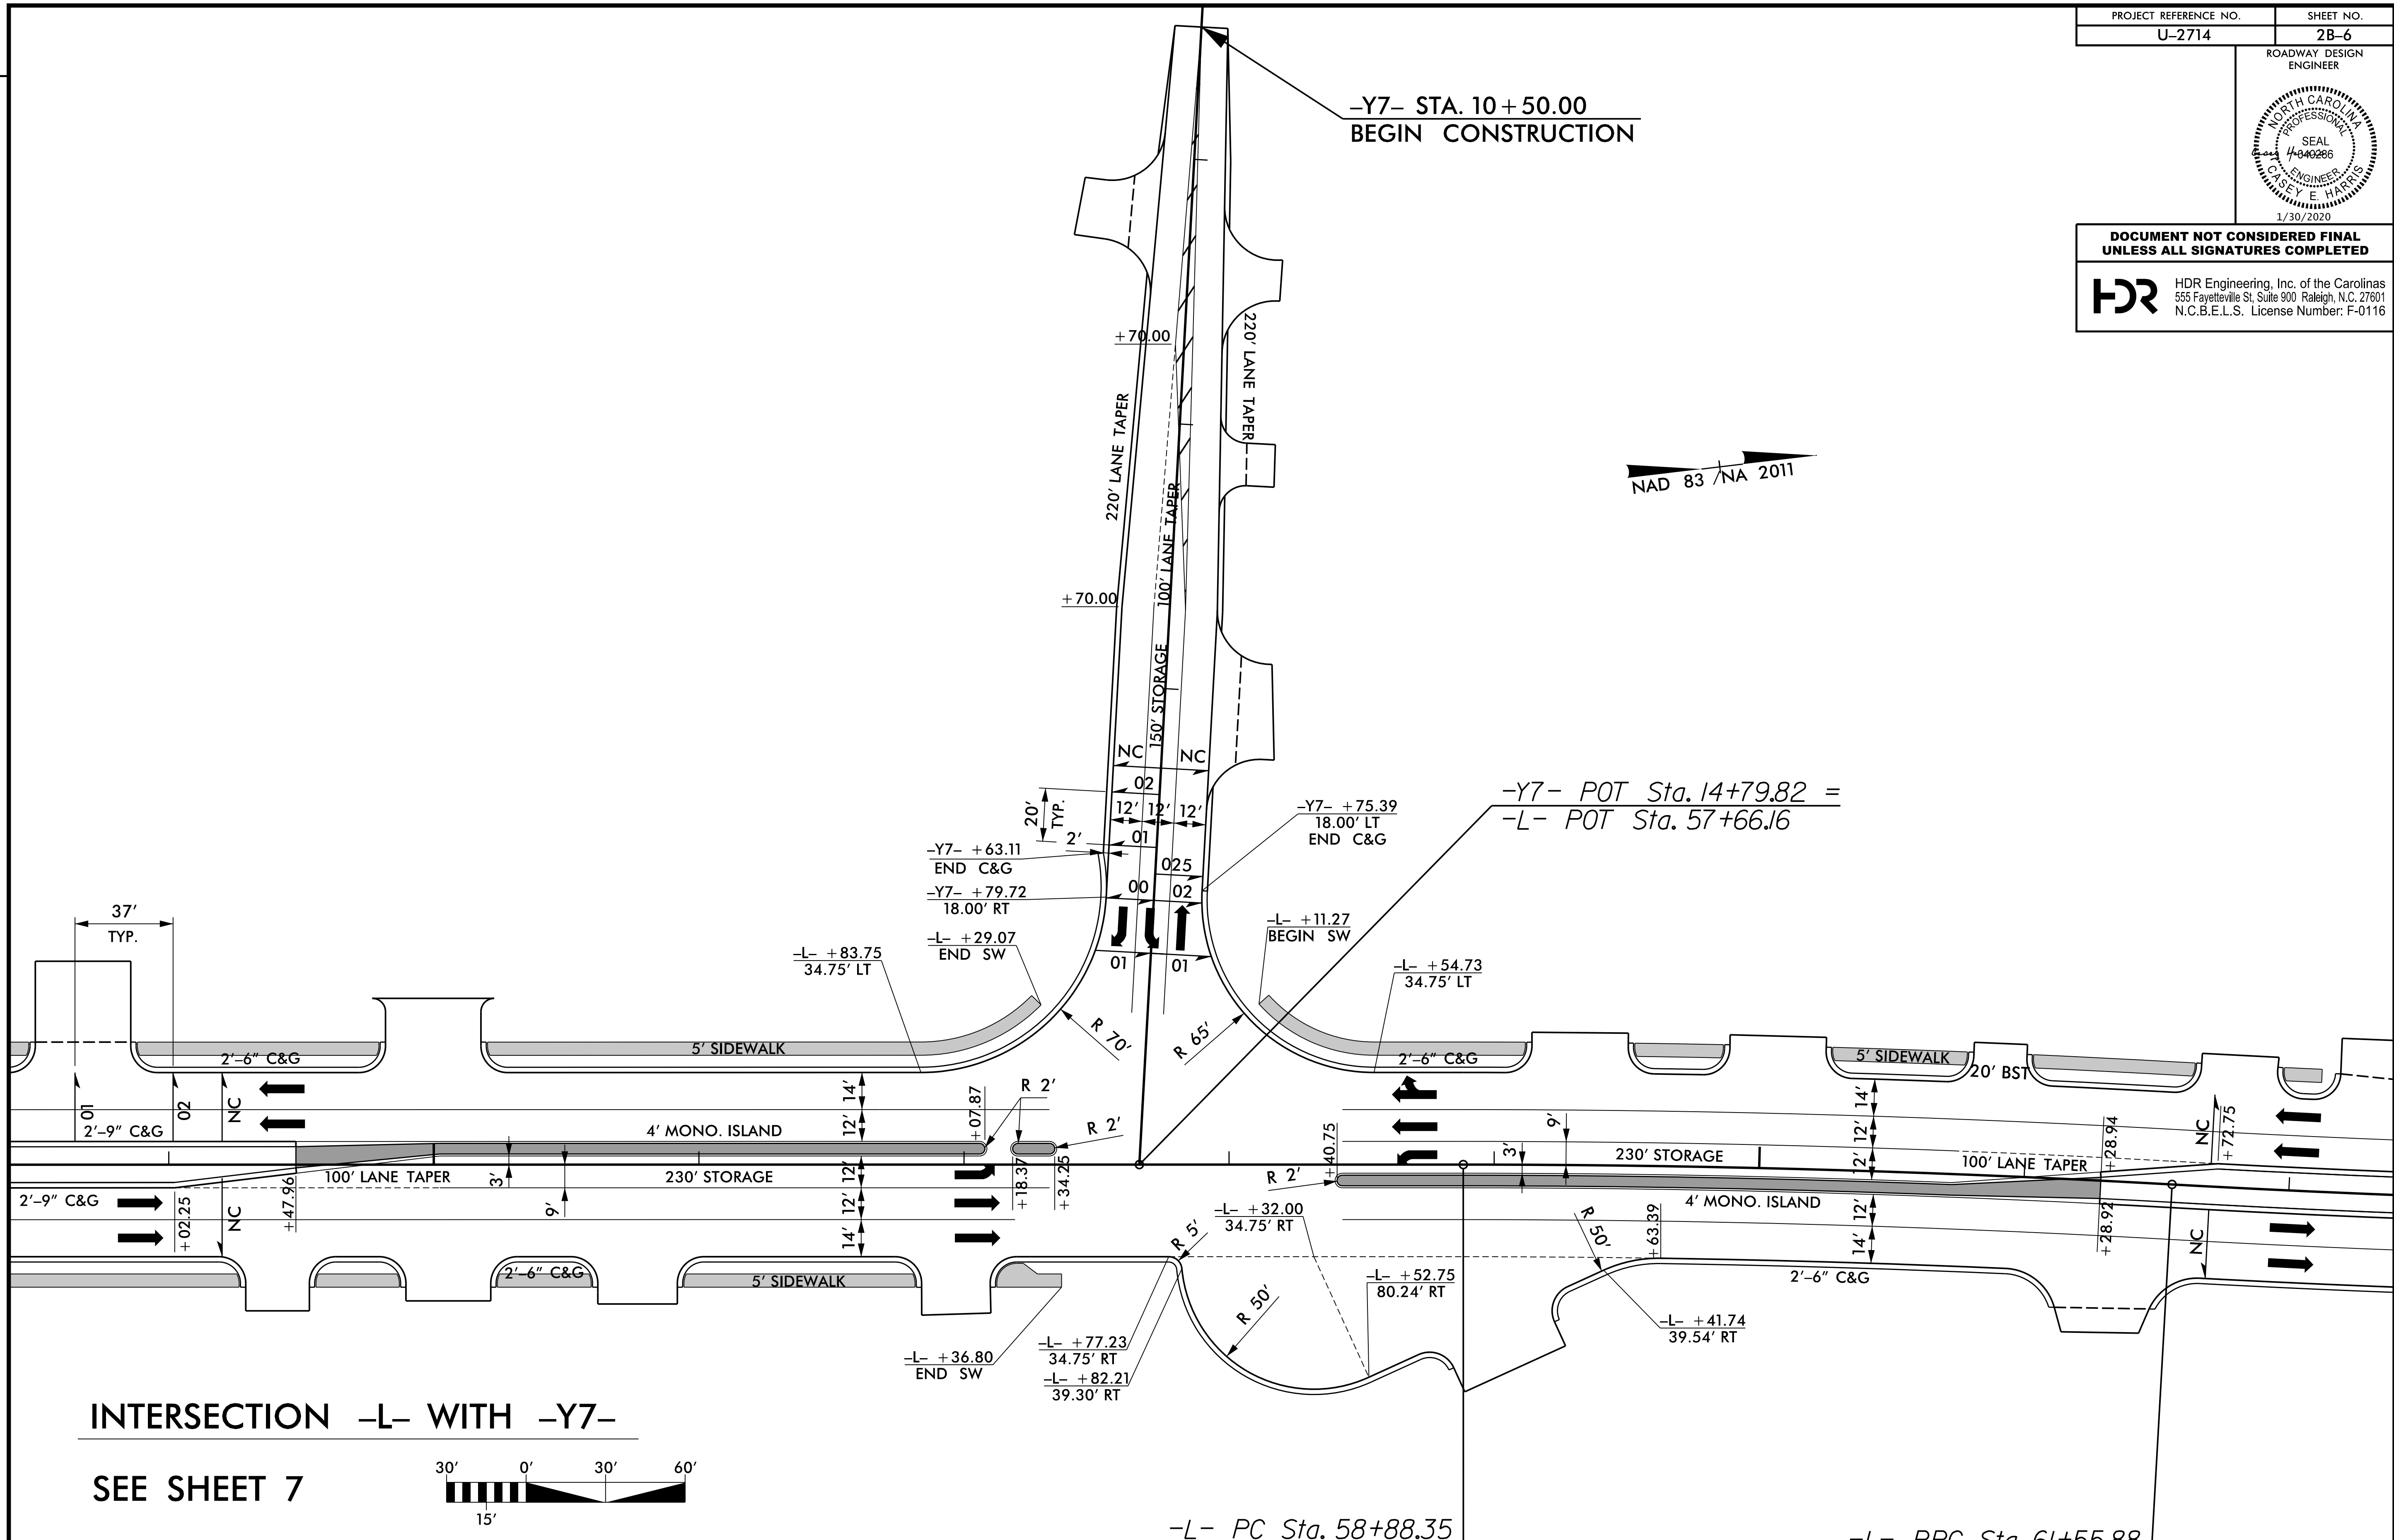 PROJECT REFERENCE NO.
SHEET NO.
U–2714
2B–6
ROADWAY DESIGN
ENGINEER
NORTH CAROLINA
PROFESSIONAL
SEAL
040286
ENGINEER
CASEY E. HARRIS
1/30/2020
DOCUMENT NOT CONSIDERED FINAL
UNLESS ALL SIGNATURES COMPLETED
HDR
HDR Engineering, Inc. of the Carolinas
555 Fayetteville St, Suite 900 Raleigh, N.C. 27601
N.C.B.E.L.S. License Number: F-0116
–Y7– STA. 10+50.00
BEGIN CONSTRUCTION
+70.00
220' LANE TAPER
220' LANE TAPER
100' LANE TAPER
NAD 83 /NA 2011
+70.00
150' STORAGE
NC
NC
02
20'
TYP.
12'
12'
12'
2'
01
–Y7– +63.11
END C&G
025
–Y7– +75.39
18.00' LT
END C&G
-Y7- POT Sta. 14+79.82 =
-L- POT Sta. 57+66.16
00
02
–Y7– +79.72
18.00' RT
37'
TYP.
–L– +29.07
END SW
–L– +11.27
BEGIN SW
01
01
–L– +83.75
34.75' LT
–L– +54.73
34.75' LT
R 70'
R 65'
2'–6" C&G
5' SIDEWALK
2'–6" C&G
5' SIDEWALK
20' BST
01
02
NC
14'
+07.87
R 2'
14'
NC
+72.75
2'–9" C&G
4' MONO. ISLAND
12'
R 2'
+40.75
9'
12'
+28.94
100' LANE TAPER
3'
230' STORAGE
12'
+18.37
+34.25
R 2'
3'
230' STORAGE
12'
100' LANE TAPER
2'–9" C&G
+02.25
NC
+47.96
9'
12'
–L– +32.00
34.75' RT
4' MONO. ISLAND
12'
+28.92
14'
R 5'
R 50'
+63.39
14'
NC
2'–6" C&G
5' SIDEWALK
–L– +52.75
80.24' RT
2'–6" C&G
R 50'
–L– +41.74
39.54' RT
–L– +77.23
34.75' RT
–L– +36.80
END SW
–L– +82.21
39.30' RT
INTERSECTION –L– WITH –Y7–
SEE SHEET 7
30' 0' 30' 60'
15'
-L- PC Sta. 58+88.35
-L- PRC Sta. 61+55.88